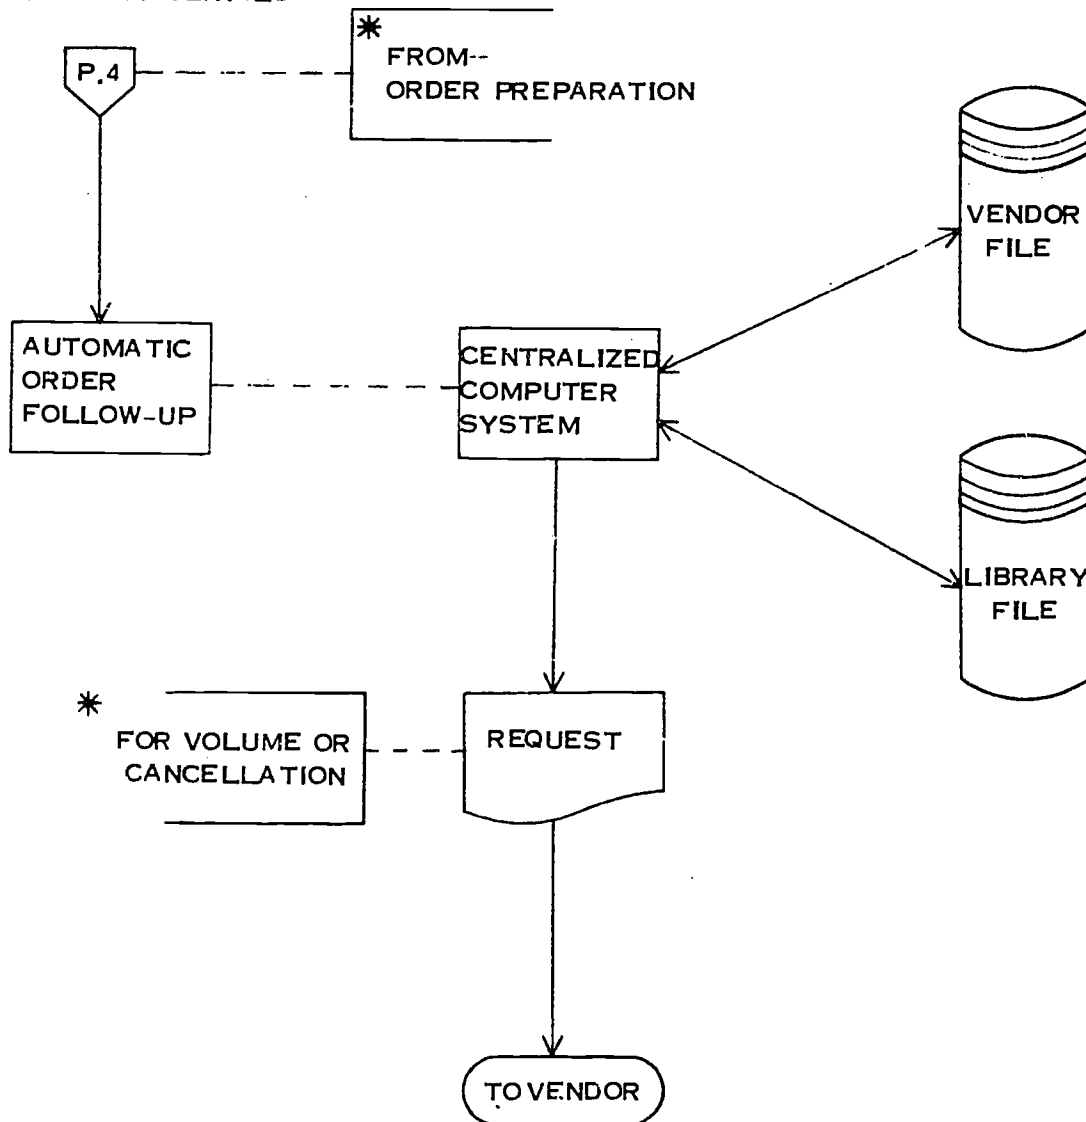 P.4
*
FROM--
ORDER PREPARATION
VENDOR
FILE
AUTOMATIC
ORDER
FOLLOW-UP
CENTRALIZED
COMPUTER
SYSTEM
LIBRARY
FILE
*
FOR VOLUME OR
CANCELLATION
REQUEST
TO VENDOR